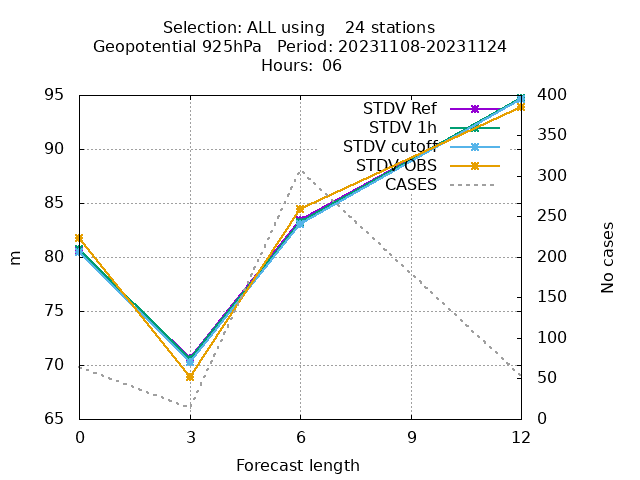 Selection: ALL using    24 stations
Geopotential 925hPa   Period: 20231108-20231124
Hours:  06
95
90
85
80
75
70
65
m
400
350
300
250
200
150
100
50
0
No cases
STDV Ref
STDV 1h
STDV cutoff
STDV OBS
CASES
0
3
6
9
12
Forecast length